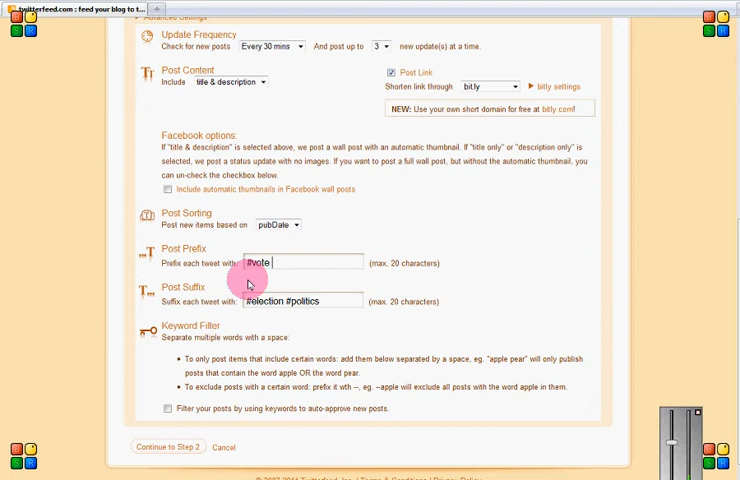 twitterfeed.com : feed your blog to t...
Advanced Settings
Update Frequency
Check for new posts Every 30 mins And post up to 3 new update(s) at a time.
Post Content
Include title & description
Post Link
Shorten link through bit.ly bitly settings
NEW: Use your own short domain for free at bitly.com!
Facebook options:
If "title & description" is selected above, we post a wall post with an automatic thumbnail. If "title only" or "description only" is
selected, we post a status update with no images. If you want to post a full wall post, but without the automatic thumbnail, you
can un-check the checkbox below.
Include automatic thumbnails in Facebook wall posts
Post Sorting
Post new items based on pubDate
Post Prefix
Prefix each tweet with: #vote (max. 20 characters)
Post Suffix
Suffix each tweet with: #election #politics (max. 20 characters)
Keyword Filter
Separate multiple words with a space:
• To only post items that include certain words: add them below separated by a space, eg. "apple pear" will only publish
posts that contain the word apple OR the word pear.
• To exclude posts with a certain word: prefix it wth –, eg. –apple will exclude all posts with the word apple in them.
Filter your posts by using keywords to auto-approve new posts.
Continue to Step 2 Cancel
© 2007-2011 Twitterfeed, Inc. | Terms & Conditions | Privacy Policy